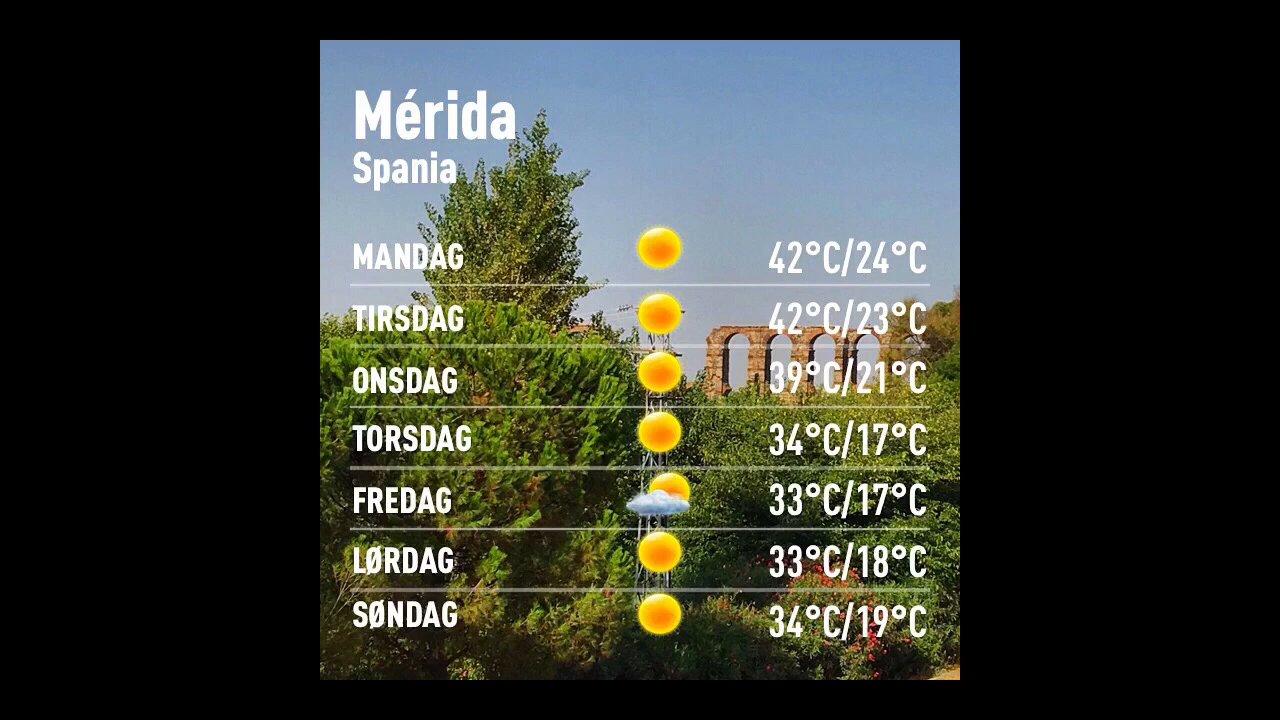 Mérida
Spania
MANDAG 42°C/24°C
TIRSDAG 42°C/23°C
ONSDAG 39°C/21°C
TORSDAG 34°C/17°C
FREDAG 33°C/17°C
LØRDAG 33°C/18°C
SØNDAG 34°C/19°C